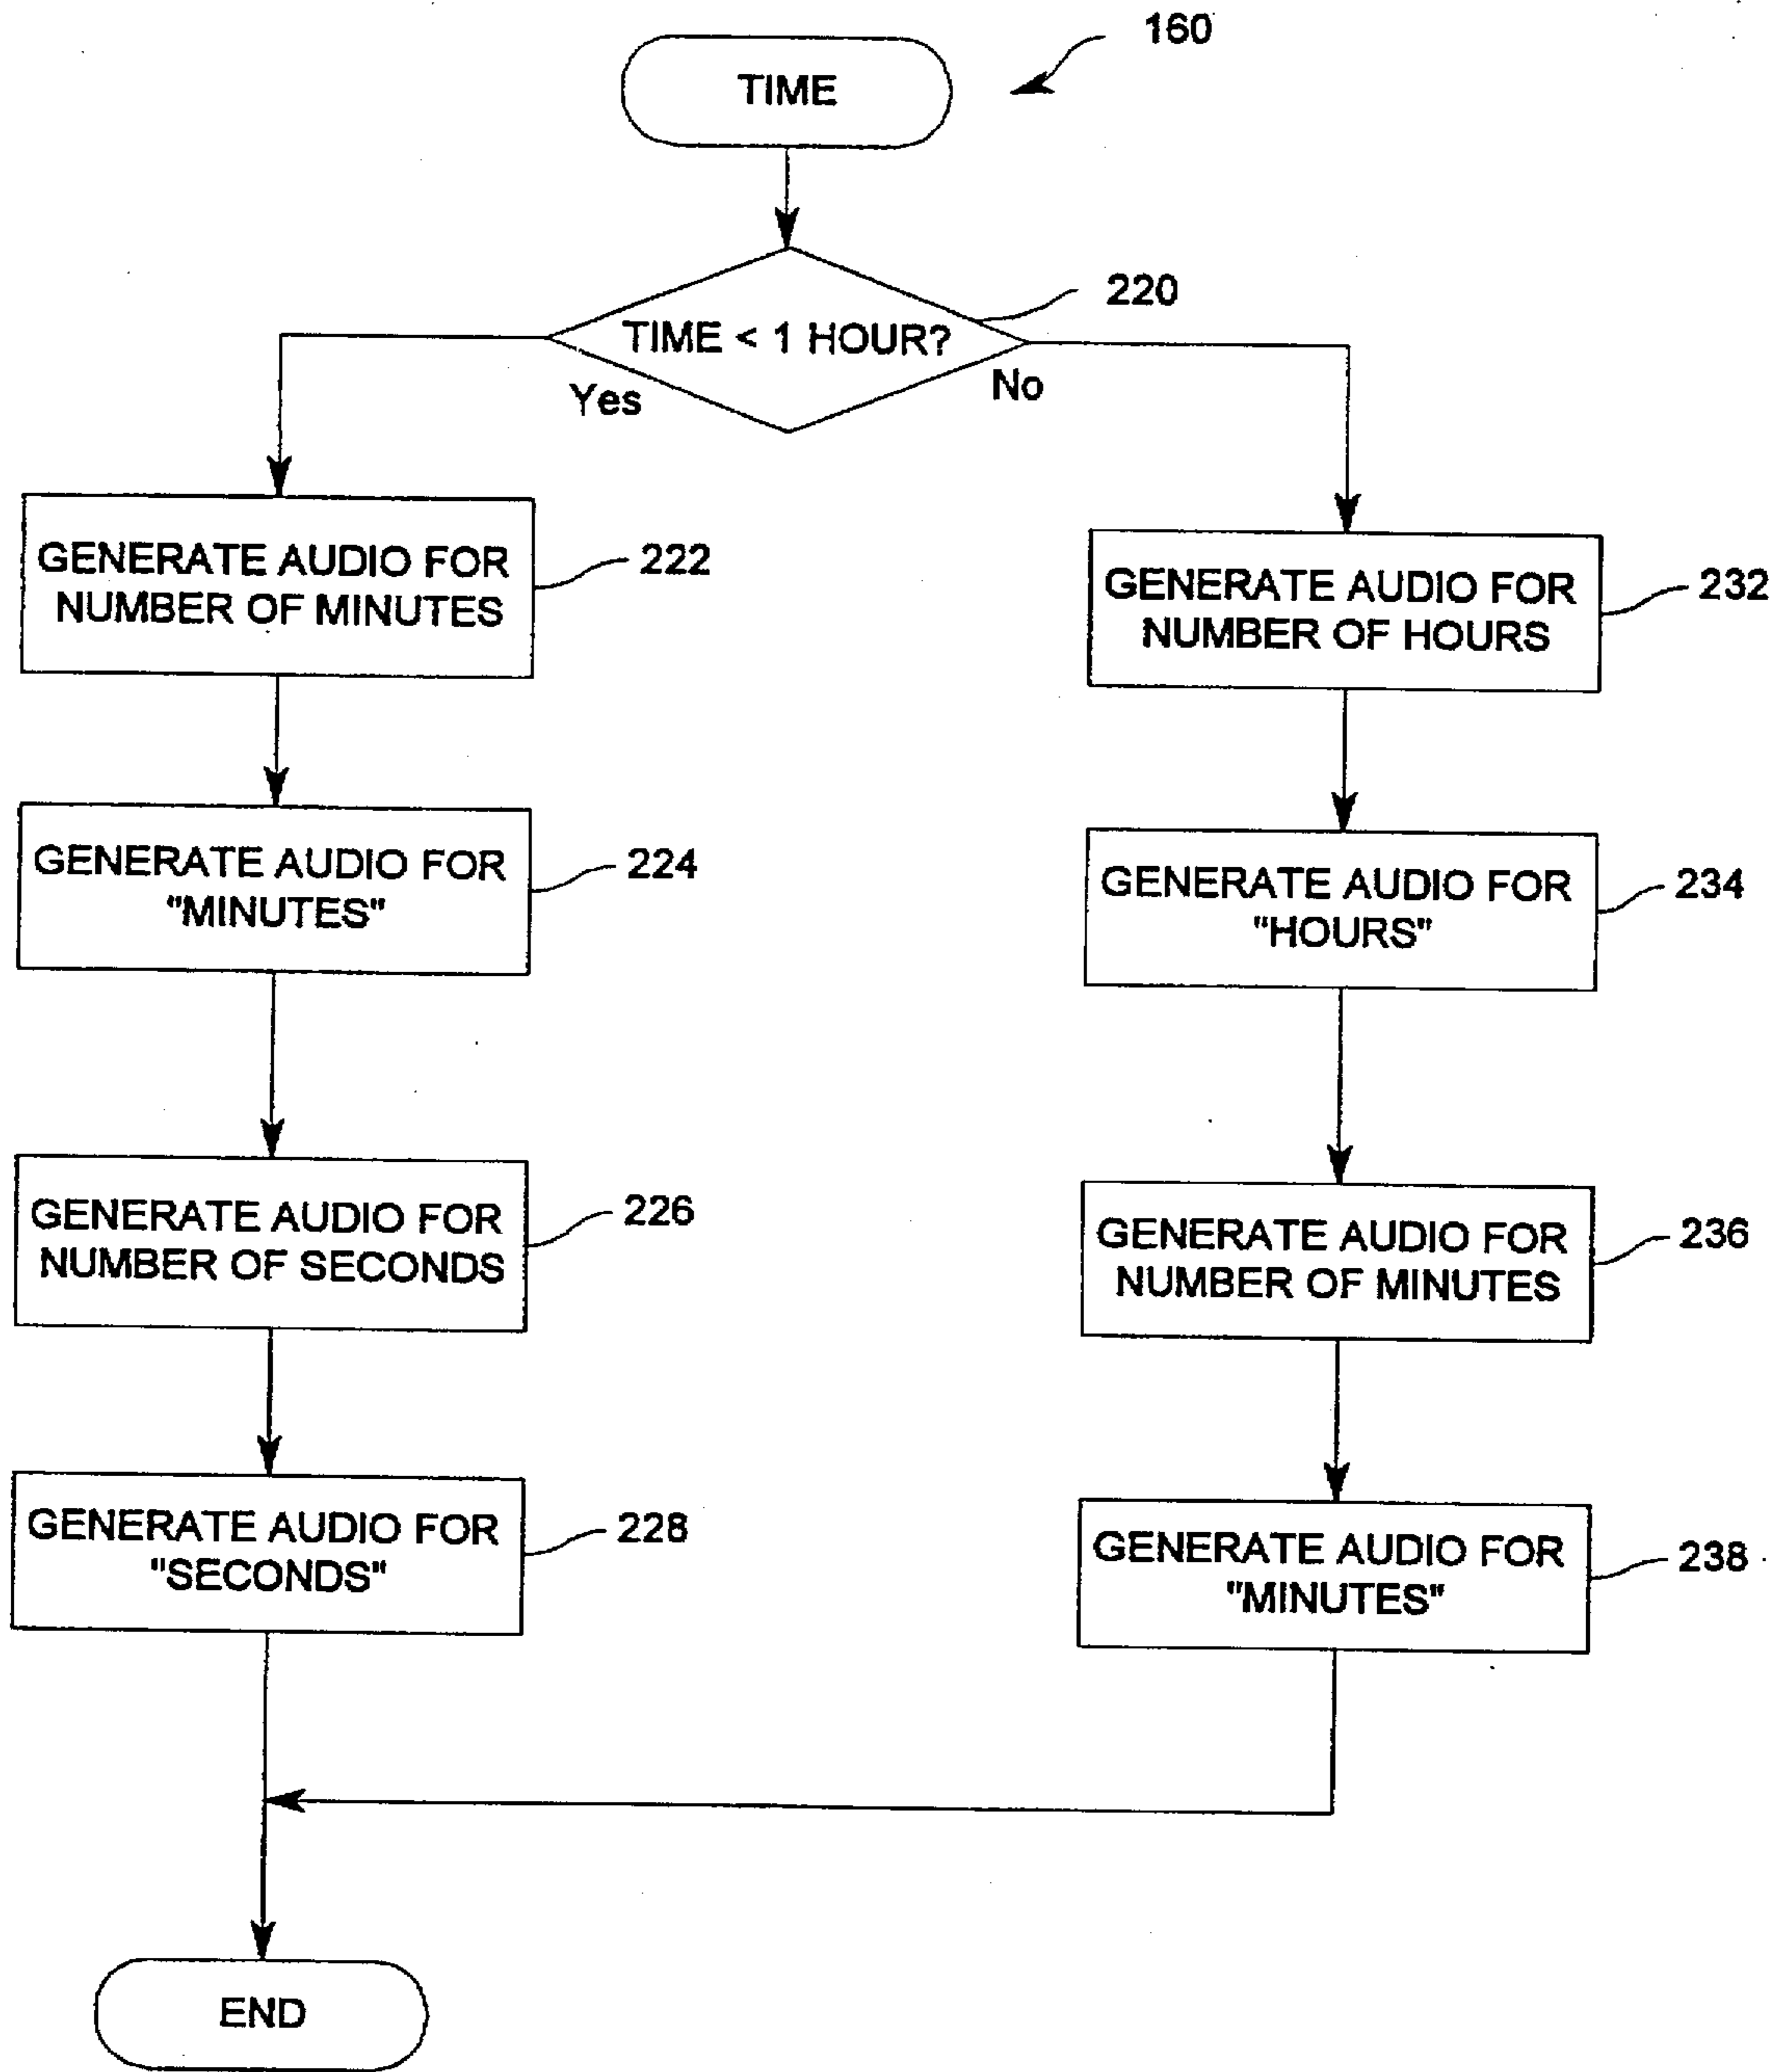 160
TIME
220
TIME < 1 HOUR?
Yes
No
GENERATE AUDIO FOR
NUMBER OF MINUTES
222
GENERATE AUDIO FOR
NUMBER OF HOURS
232
GENERATE AUDIO FOR
"MINUTES"
224
GENERATE AUDIO FOR
"HOURS"
234
GENERATE AUDIO FOR
NUMBER OF SECONDS
226
GENERATE AUDIO FOR
NUMBER OF MINUTES
236
GENERATE AUDIO FOR
"SECONDS"
228
GENERATE AUDIO FOR
"MINUTES"
238
END